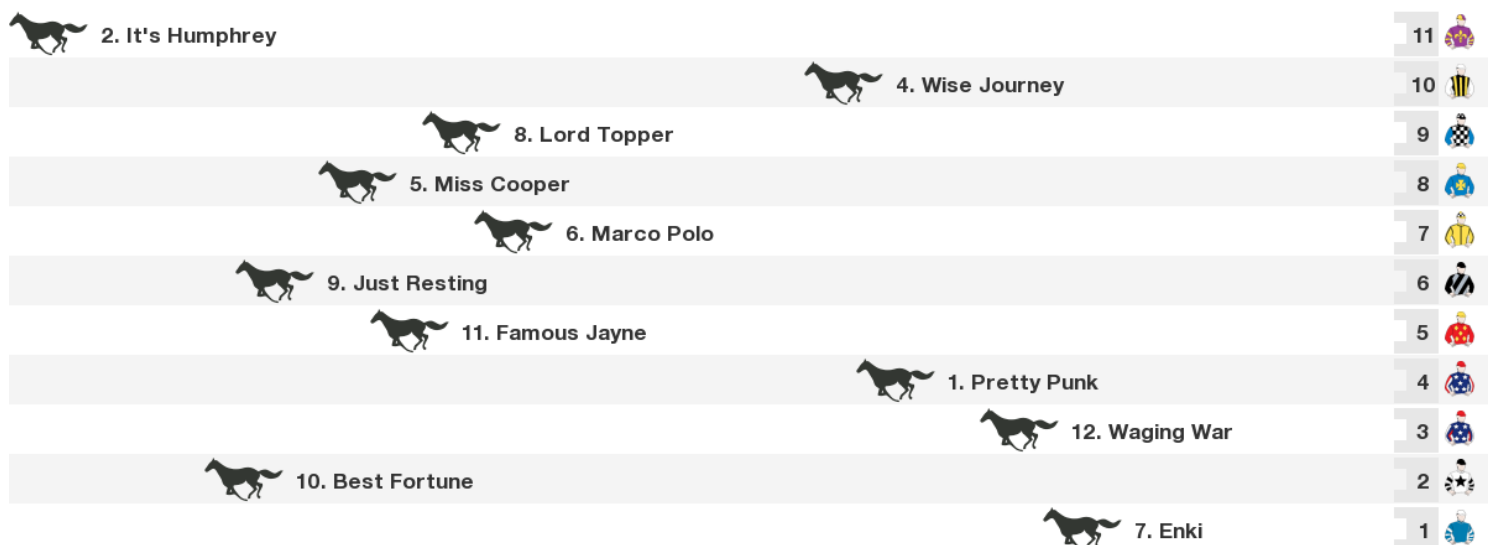 2. It's Humphrey 11
4. Wise Journey 10
8. Lord Topper 9
5. Miss Cooper 8
6. Marco Polo 7
9. Just Resting 6
11. Famous Jayne 5
1. Pretty Punk 4
12. Waging War 3
10. Best Fortune 2
7. Enki 1